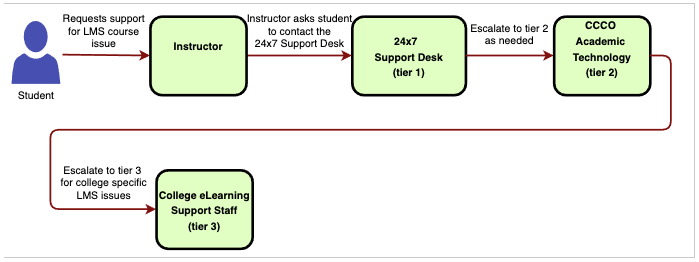 Requests support
for LMS course
issue
Student
Instructor
Instructor asks student
to contact the
24x7 Support Desk
24x7
Support Desk
(tier 1)
Escalate to tier 2
as needed
CCCO
Academic
Technology
(tier 2)
Escalate to tier 3
for college specific
LMS issues
College eLearning
Support Staff
(tier 3)